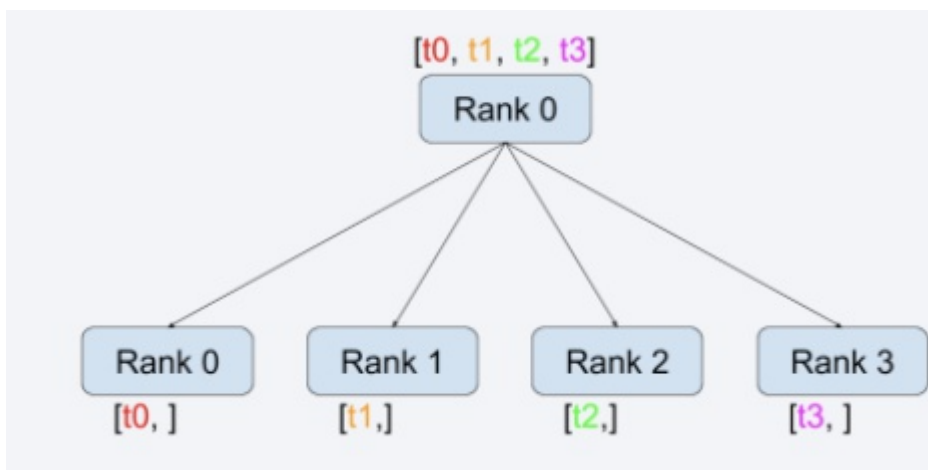 [t0, t1, t2, t3]
Rank 0
Rank 0 Rank 1 Rank 2 Rank 3
[t0, ] [t1,] [t2,] [t3, ]